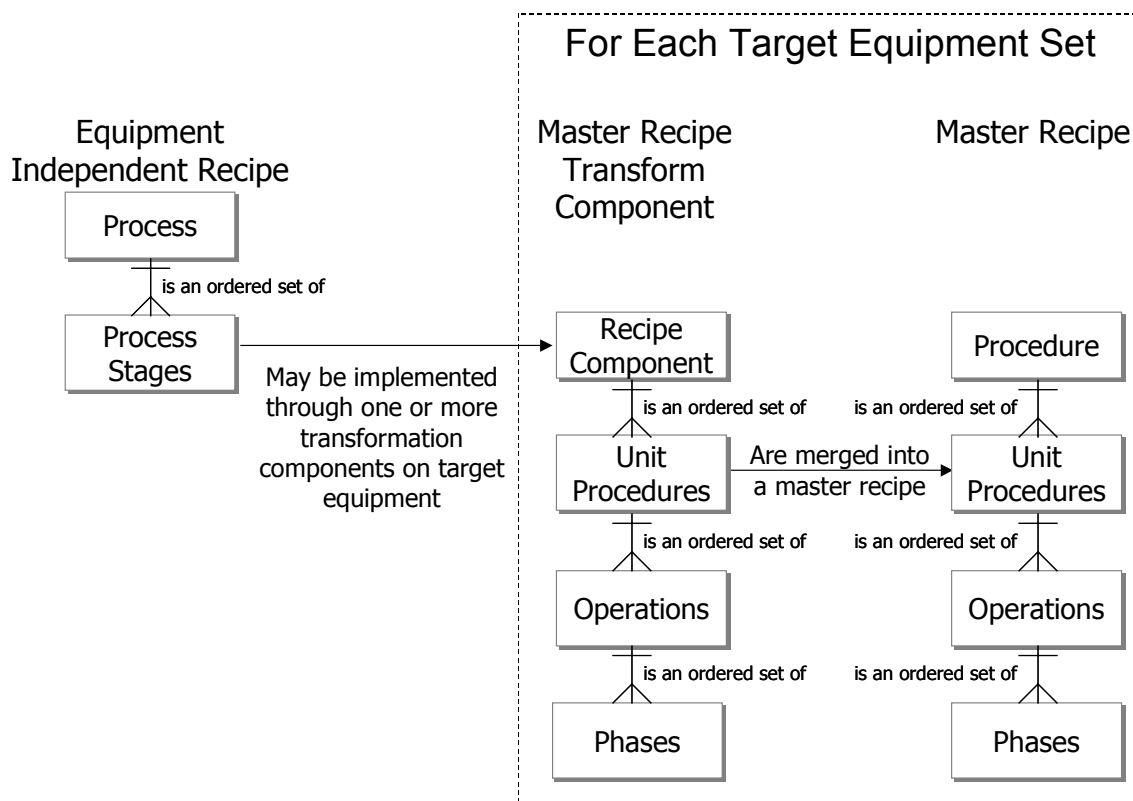 For Each Target Equipment Set
Equipment
Independent Recipe
Process
is an ordered set of
Process
Stages
May be implemented
through one or more
transformation
components on target
equipment
Master Recipe
Transform
Component
Recipe
Component
is an ordered set of
Unit
Procedures
is an ordered set of
Operations
is an ordered set of
Phases
Are merged into
a master recipe
Master Recipe
Procedure
is an ordered set of
Unit
Procedures
is an ordered set of
Operations
is an ordered set of
Phases